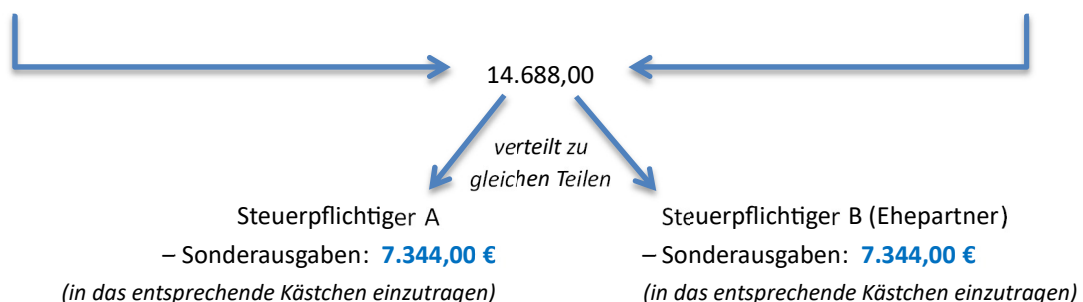 14.688,00
verteilt zu
gleichen Teilen
Steuerpflichtiger A
– Sonderausgaben: 7.344,00 €
(in das entsprechende Kästchen einzutragen)
Steuerpflichtiger B (Ehepartner)
– Sonderausgaben: 7.344,00 €
(in das entsprechende Kästchen einzutragen)